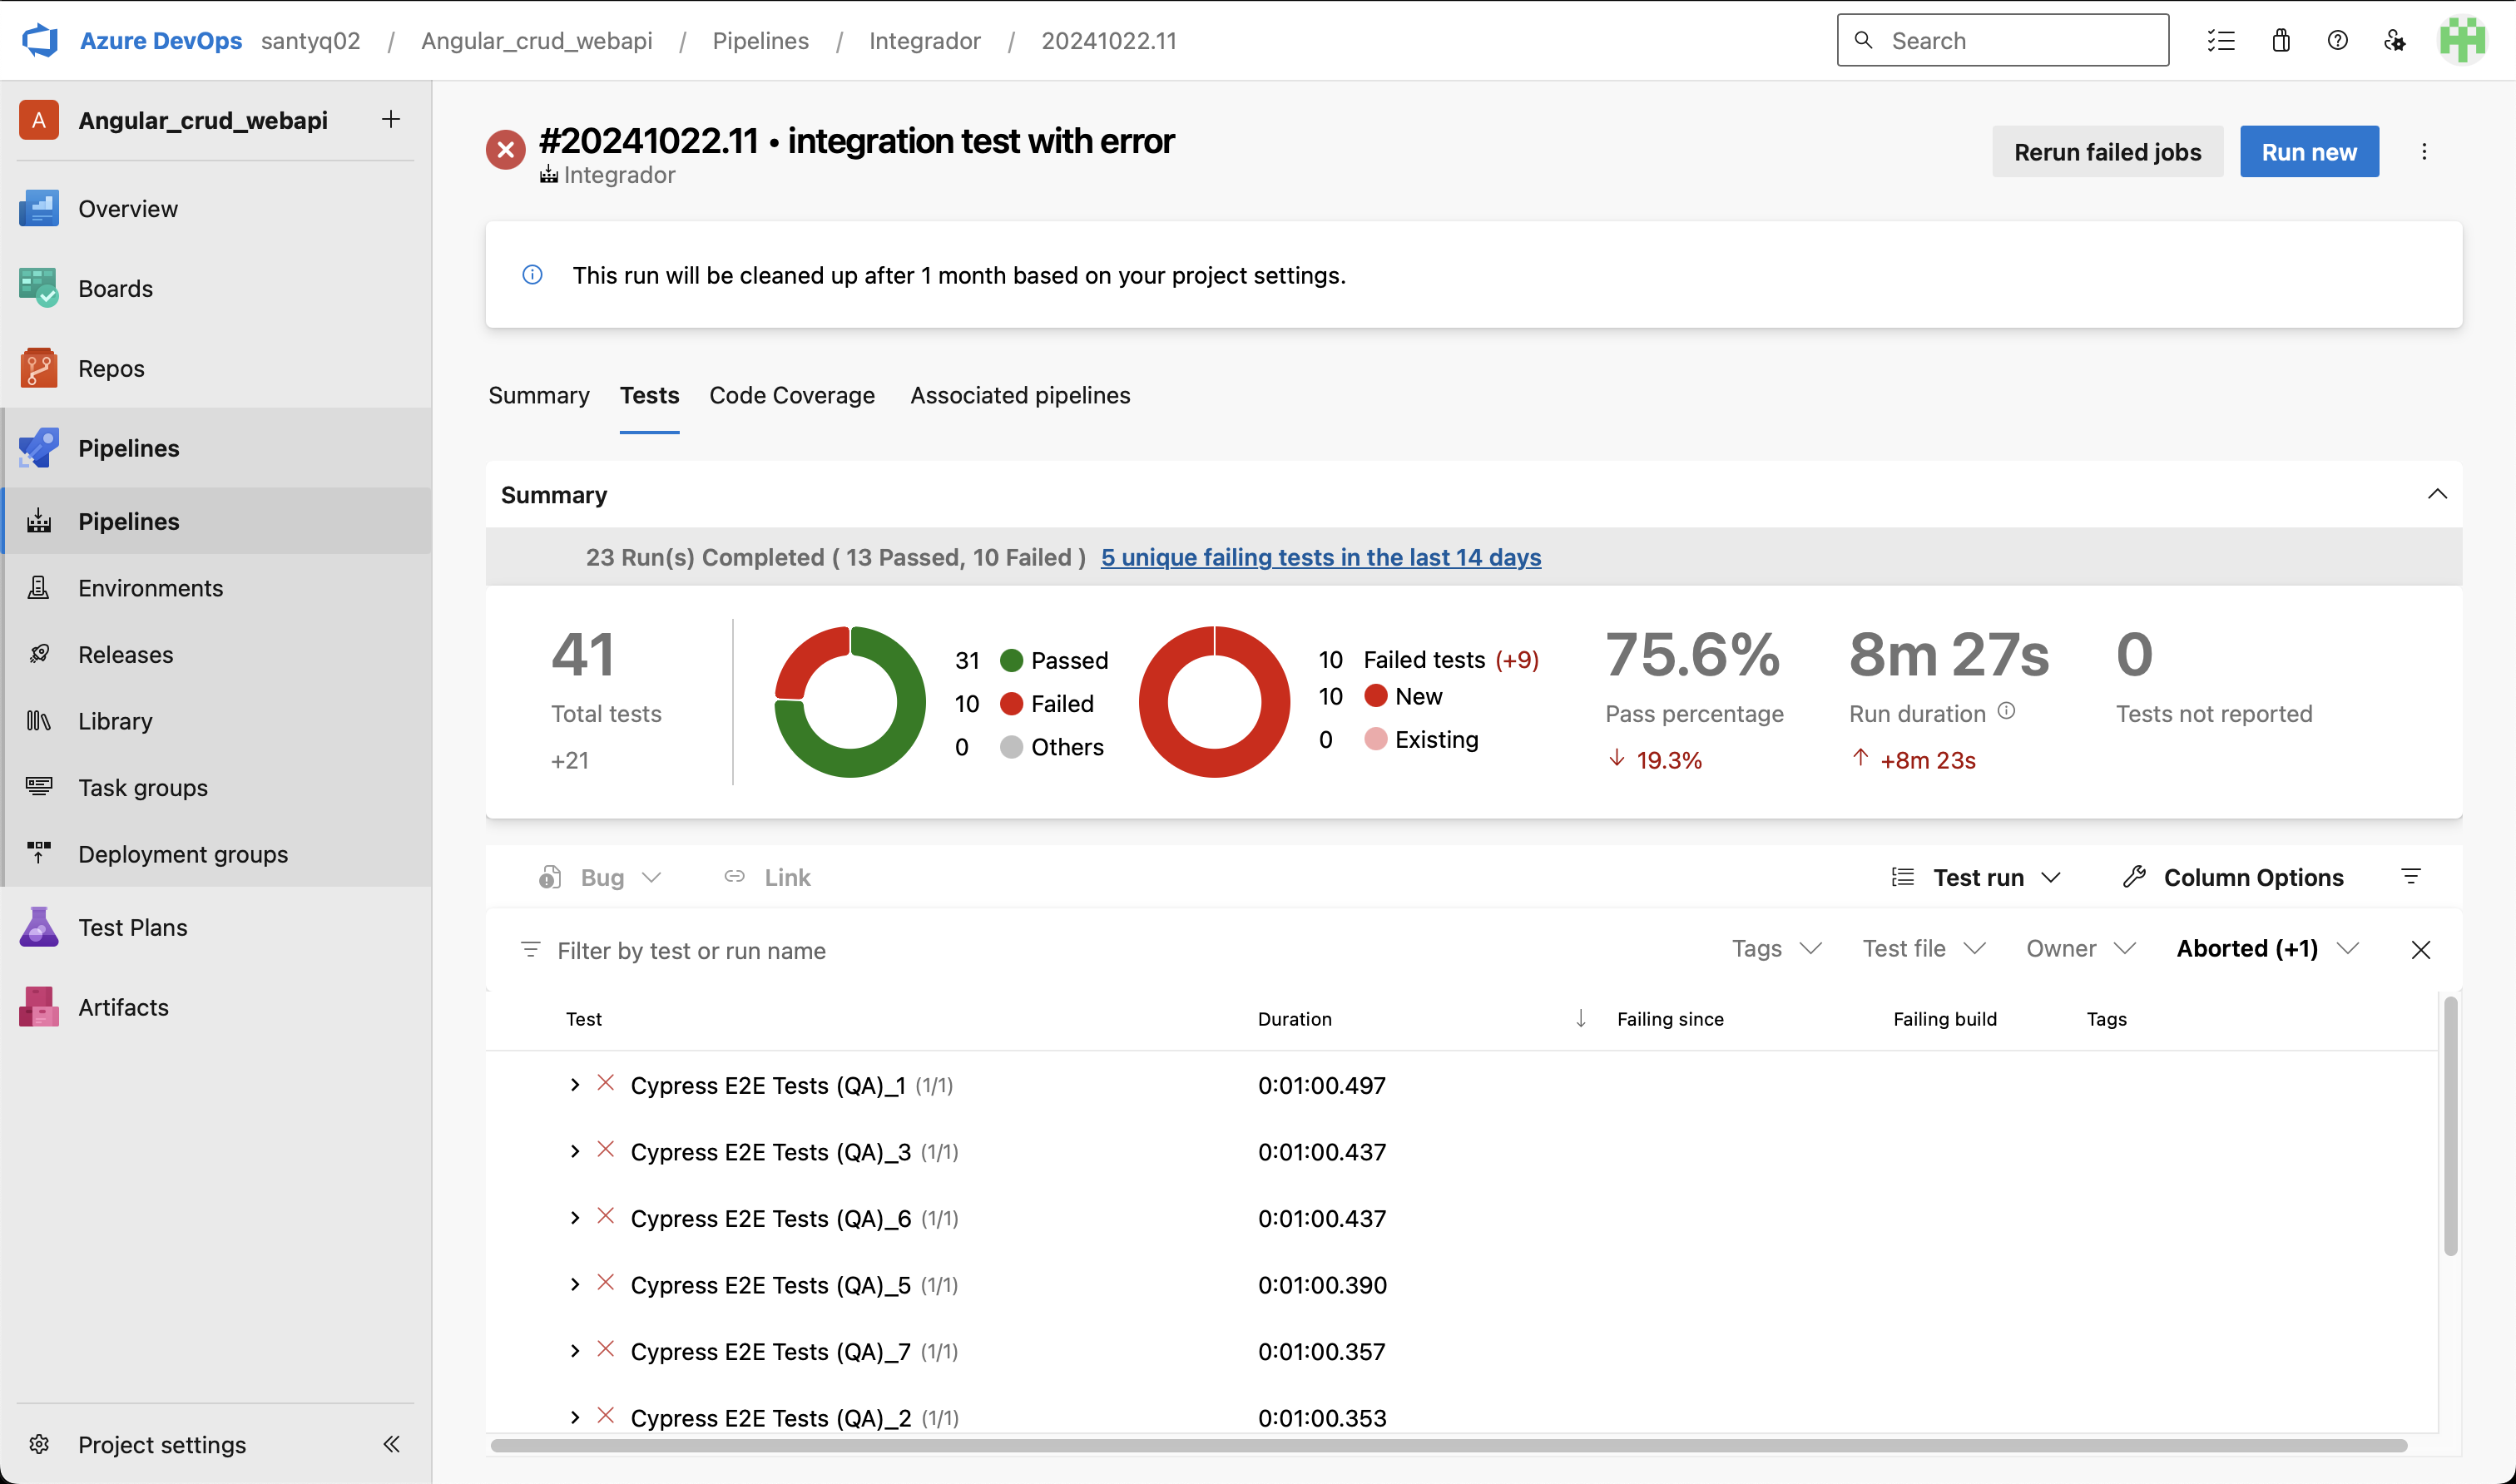 Azure DevOps santyq02 / Angular_crud_webapi / Pipelines / Integrador / 20241022.11
Search
A Angular_crud_webapi
Overview
Boards
Repos
Pipelines
Pipelines
Environments
Releases
Library
Task groups
Deployment groups
Test Plans
Artifacts
Project settings
#20241022.11 • integration test with error
Integrador
Rerun failed jobs
Run new
This run will be cleaned up after 1 month based on your project settings.
Summary Tests Code Coverage Associated pipelines
Summary
23 Run(s) Completed ( 13 Passed, 10 Failed ) 5 unique failing tests in the last 14 days
41
Total tests
+21
31 Passed
10 Failed
0 Others
10 Failed tests (+9)
10 New
0 Existing
75.6%
Pass percentage
19.3%
8m 27s
Run duration
+8m 23s
0
Tests not reported
Bug Link Test run Column Options
Filter by test or run name Tags Test file Owner Aborted (+1)
Test Duration Failing since Failing build Tags
Cypress E2E Tests (QA)_1 (1/1) 0:01:00.497
Cypress E2E Tests (QA)_3 (1/1) 0:01:00.437
Cypress E2E Tests (QA)_6 (1/1) 0:01:00.437
Cypress E2E Tests (QA)_5 (1/1) 0:01:00.390
Cypress E2E Tests (QA)_7 (1/1) 0:01:00.357
Cypress E2E Tests (QA)_2 (1/1) 0:01:00.353